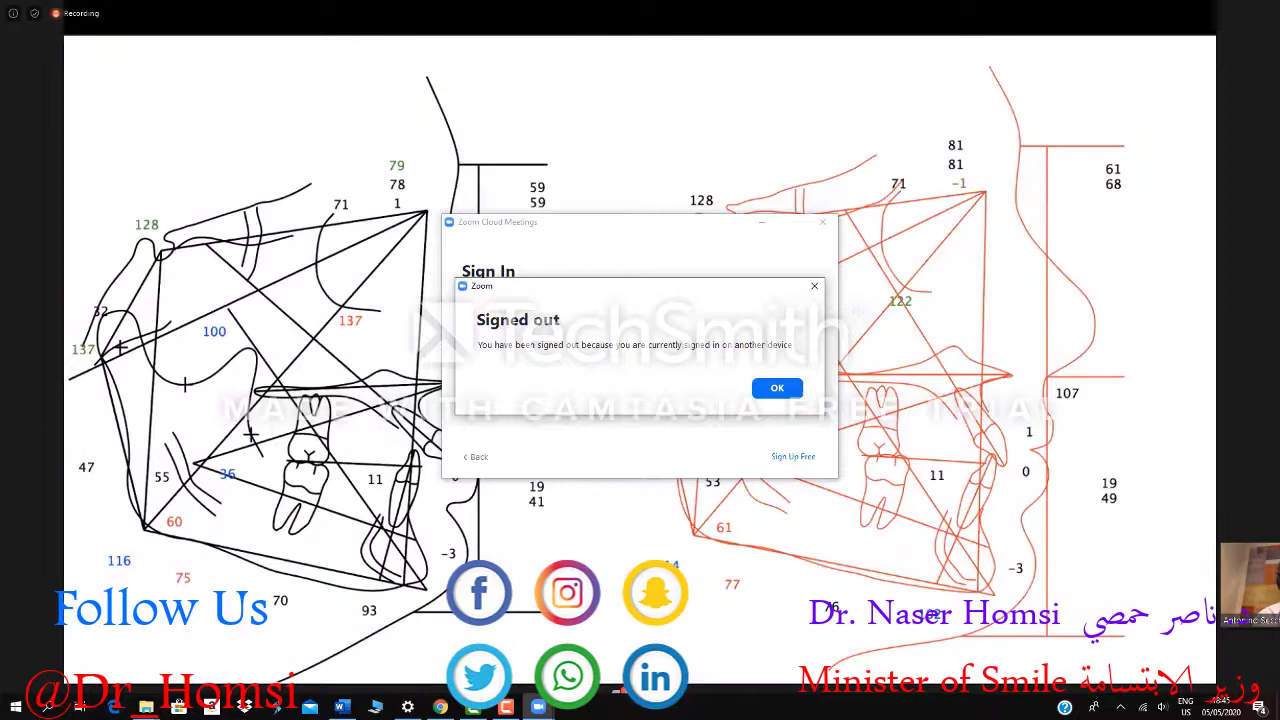 Recording
79
78
1
71
128
59
59
32
137
100
137
47
55
36
11
60
116
75
70
93
19
41
-3
Zoom Cloud Meetings
Sign In
Zoom
Signed out
You have been signed out because you are currently signed in on another device
OK
Back
Sign Up Free
TechSmith
MADE WITH CAMTASIA FREE TRIAL
81
81
-1
71
128
61
68
122
107
1
0
53
11
19
49
61
-3
77
Follow Us
@Dr_Homsi
Dr. Naser Homsi ناصر حمصي
Minister of Smile وزير الابتسامة
ENG
US
05/05/2020